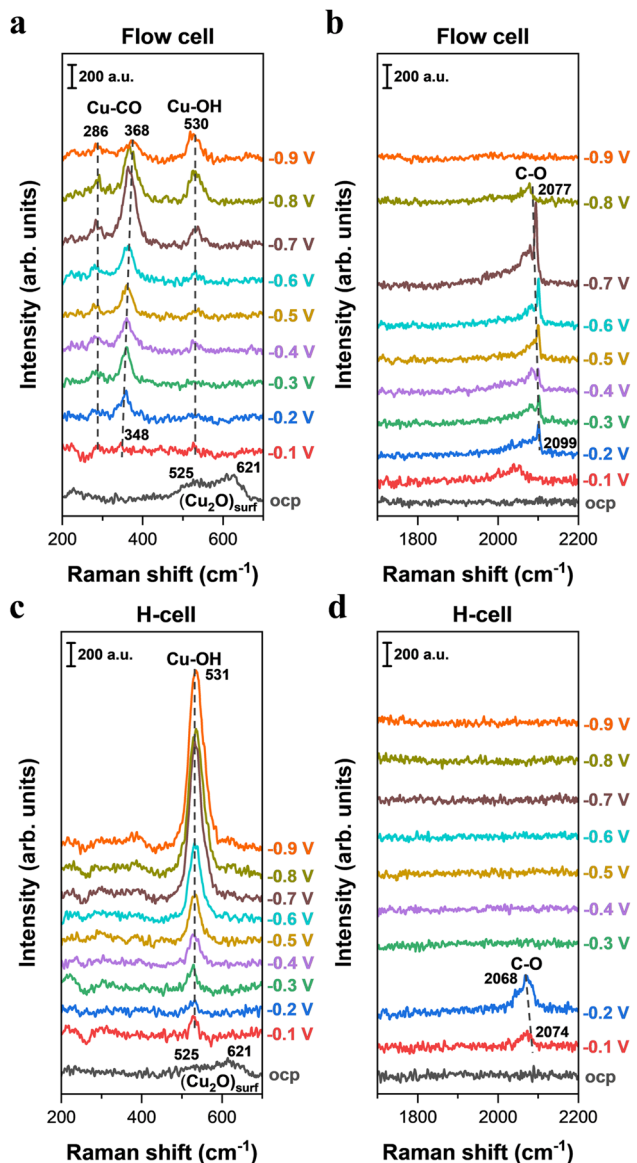 a
Flow cell
200 a.u.
Cu-CO
Cu-OH
286
368
530
-0.9 V
-0.8 V
-0.7 V
-0.6 V
-0.5 V
-0.4 V
-0.3 V
-0.2 V
348
-0.1 V
525
621
(Cu₂O)surf
ocp
200
400
600
Raman shift (cm⁻¹)
Intensity (arb. units)
b
Flow cell
200 a.u.
-0.9 V
C-O
2077
-0.8 V
-0.7 V
-0.6 V
-0.5 V
-0.4 V
-0.3 V
2099
-0.2 V
-0.1 V
ocp
1800
2000
2200
Raman shift (cm⁻¹)
Intensity (arb. units)
c
H-cell
200 a.u.
Cu-OH
531
-0.9 V
-0.8 V
-0.7 V
-0.6 V
-0.5 V
-0.4 V
-0.3 V
-0.2 V
-0.1 V
525
621
(Cu₂O)surf
ocp
200
400
600
Raman shift (cm⁻¹)
Intensity (arb. units)
d
H-cell
200 a.u.
-0.9 V
-0.8 V
-0.7 V
-0.6 V
-0.5 V
-0.4 V
-0.3 V
C-O
2068
-0.2 V
2074
-0.1 V
ocp
1800
2000
2200
Raman shift (cm⁻¹)
Intensity (arb. units)